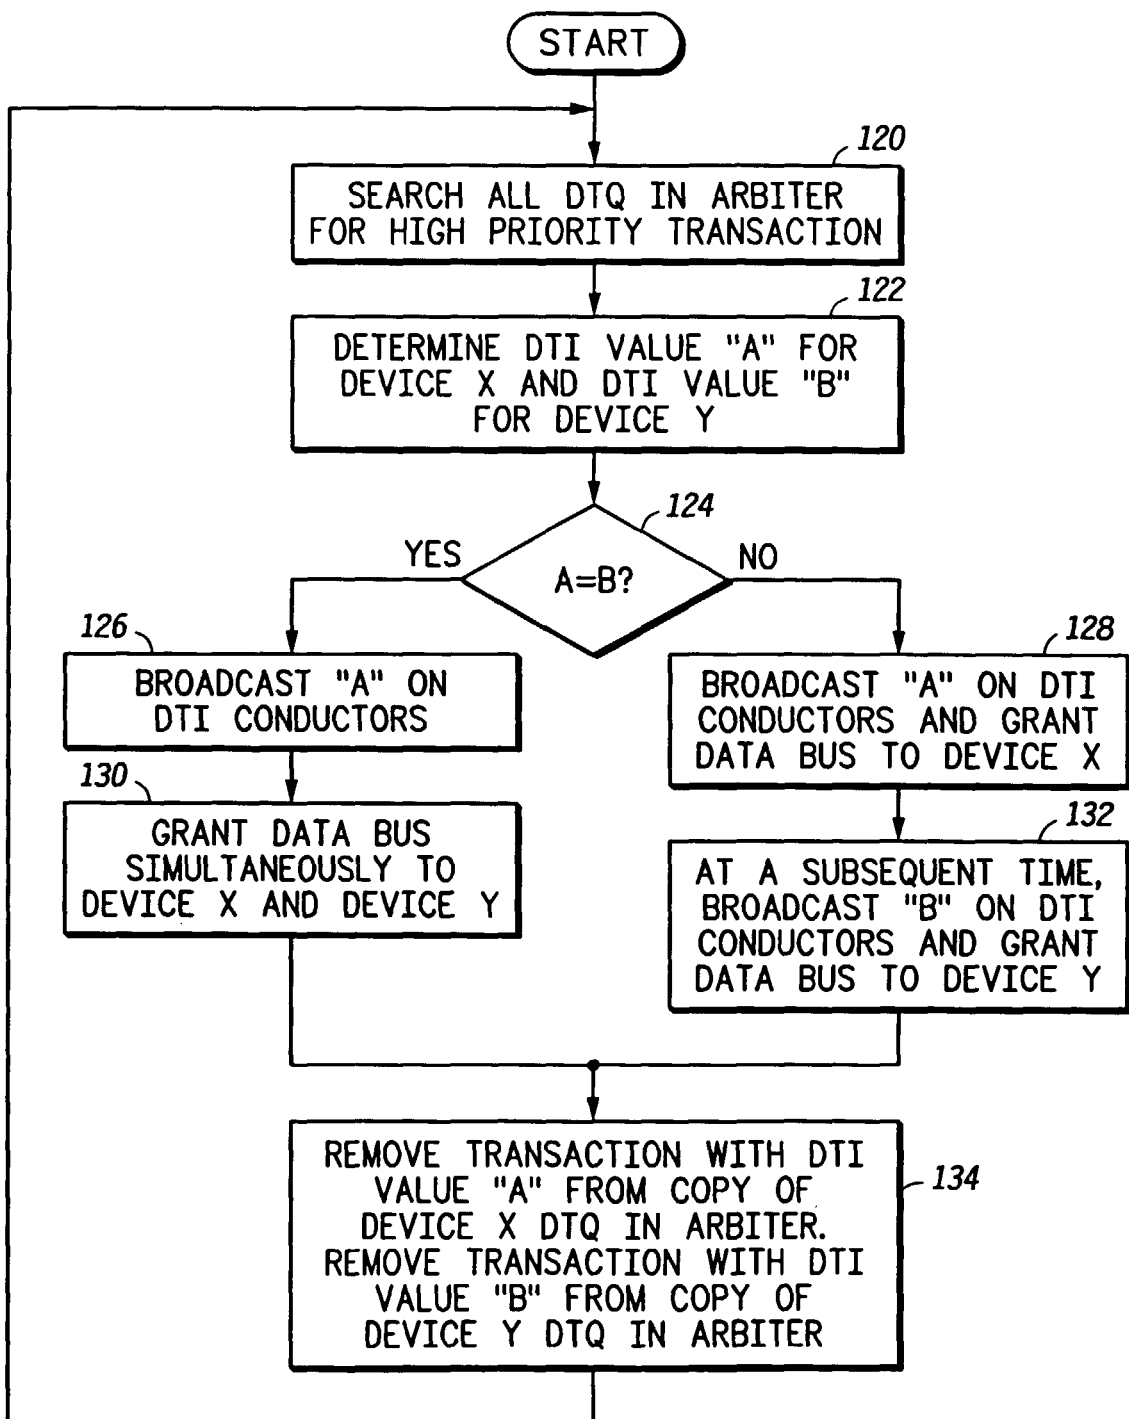 START
120
SEARCH ALL DTQ IN ARBITER
FOR HIGH PRIORITY TRANSACTION
122
DETERMINE DTI VALUE "A" FOR
DEVICE X AND DTI VALUE "B"
FOR DEVICE Y
124
YES
A=B?
NO
126
BROADCAST "A" ON
DTI CONDUCTORS
128
BROADCAST "A" ON DTI
CONDUCTORS AND GRANT
DATA BUS TO DEVICE X
130
GRANT DATA BUS
SIMULTANEOUSLY TO
DEVICE X AND DEVICE Y
132
AT A SUBSEQUENT TIME,
BROADCAST "B" ON DTI
CONDUCTORS AND GRANT
DATA BUS TO DEVICE Y
REMOVE TRANSACTION WITH DTI
VALUE "A" FROM COPY OF
DEVICE X DTQ IN ARBITER.
REMOVE TRANSACTION WITH DTI
VALUE "B" FROM COPY OF
DEVICE Y DTQ IN ARBITER
134